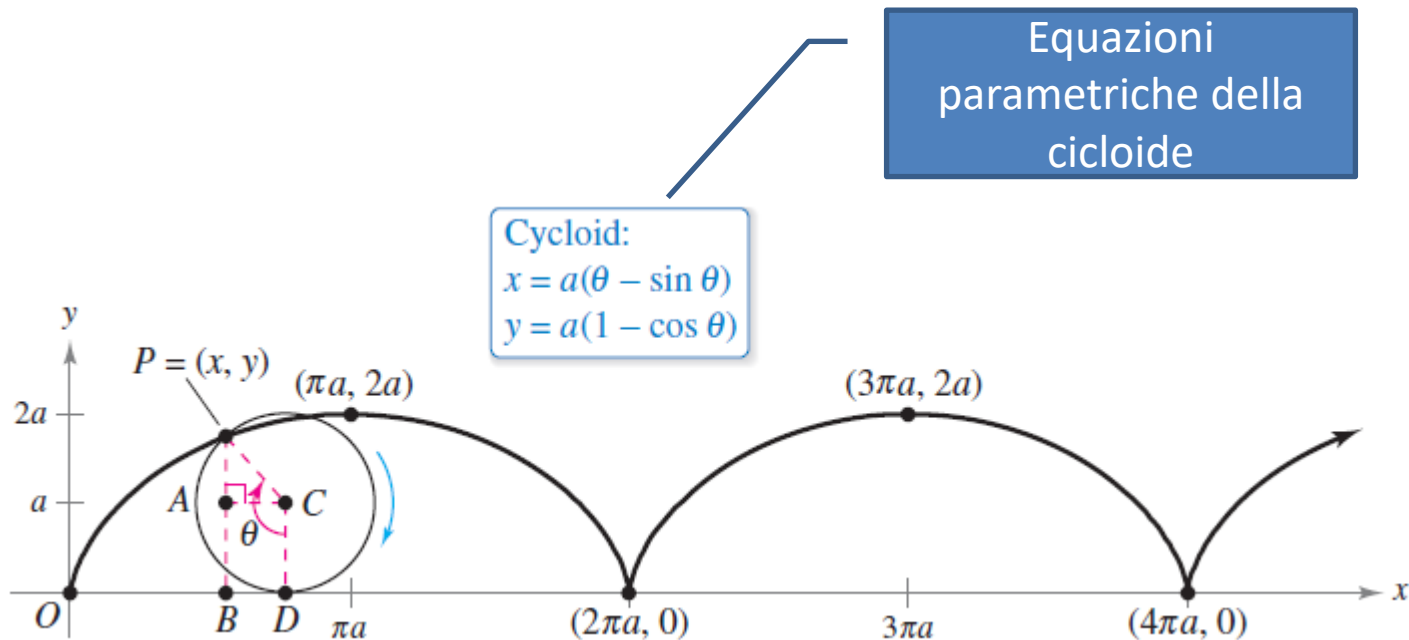 Equazioni
parametriche della
cicloide
Cycloid:
x = a(θ – sin θ)
y = a(1 – cos θ)
y
P = (x, y)
(πa, 2a)
(3πa, 2a)
2a
A
C
a
θ
O
B
D
πa
(2πa, 0)
3πa
(4πa, 0)
x